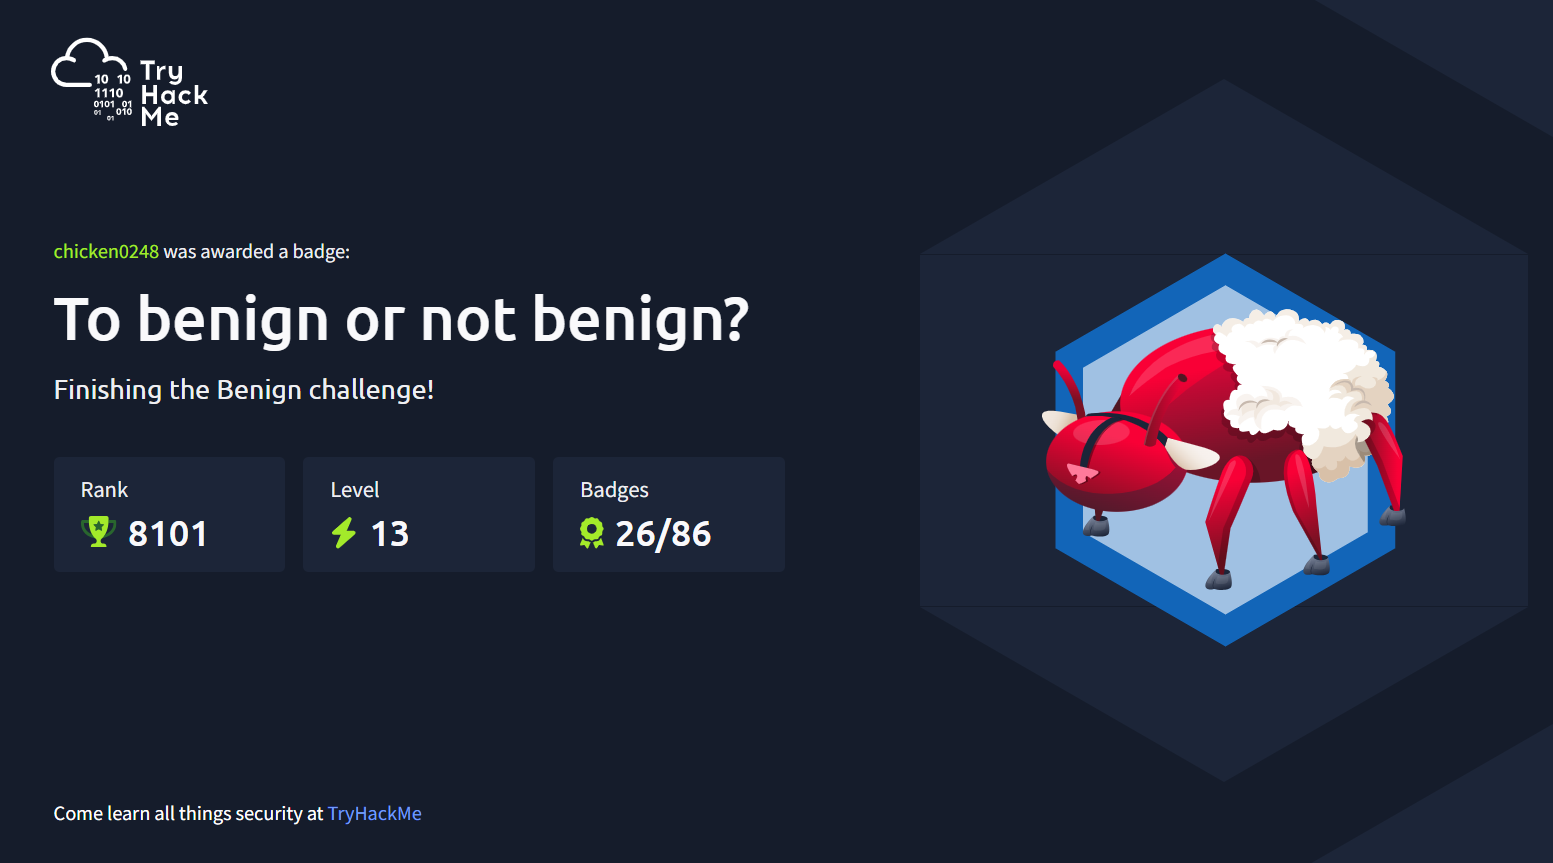 10 10
1110
0101 01
01 010
01
Try
Hack
Me
chicken0248 was awarded a badge:
To benign or not benign?
Finishing the Benign challenge!
Rank
8101
Level
13
Badges
26/86
Come learn all things security at TryHackMe